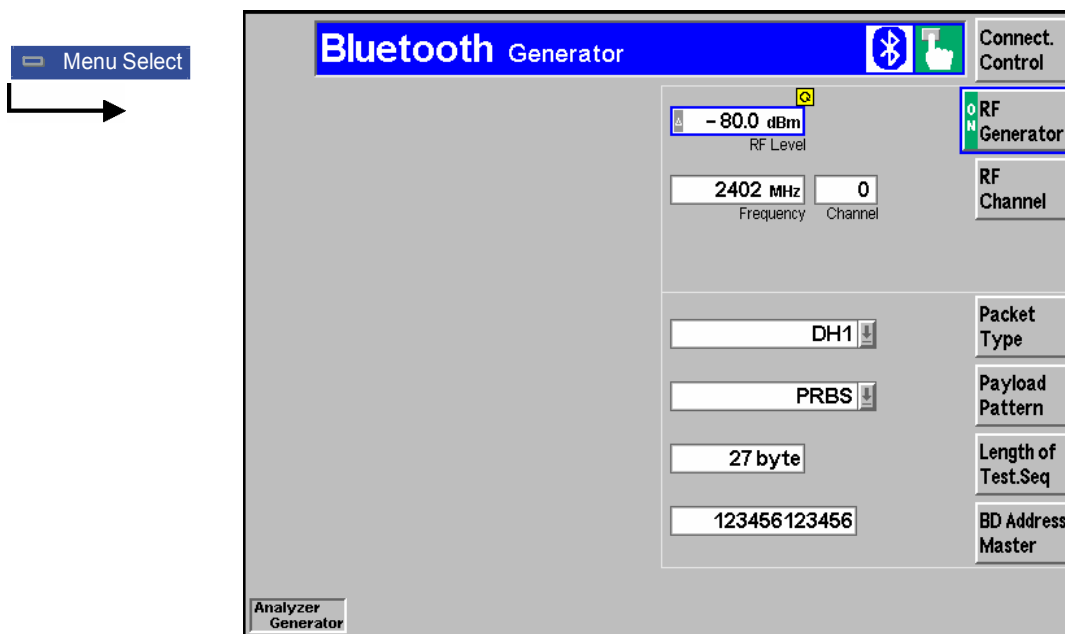 Menu Select
Bluetooth Generator
Connect.
Control
Q
- 80.0 dBm
RF Level
ON
RF
Generator
2402 MHz
0
Frequency
Channel
RF
Channel
DH1
Packet
Type
PRBS
Payload
Pattern
27 byte
Length of
Test.Seq
123456123456
BD Address
Master
Analyzer
Generator